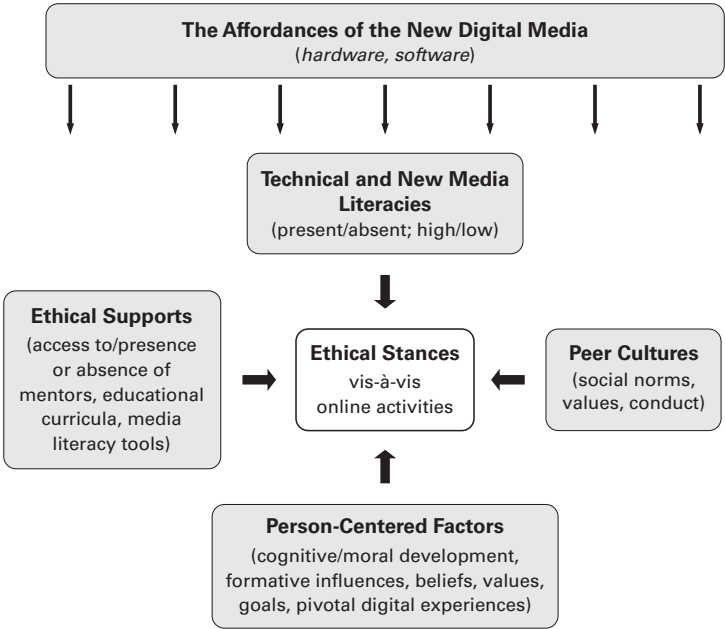 The Affordances of the New Digital Media
(hardware, software)
Technical and New Media
Literacies
(present/absent; high/low)
Ethical Supports
(access to/presence
or absence of
mentors, educational
curricula, media
literacy tools)
Ethical Stances
vis-à-vis
online activities
Peer Cultures
(social norms,
values, conduct)
Person-Centered Factors
(cognitive/moral development,
formative influences, beliefs, values,
goals, pivotal digital experiences)